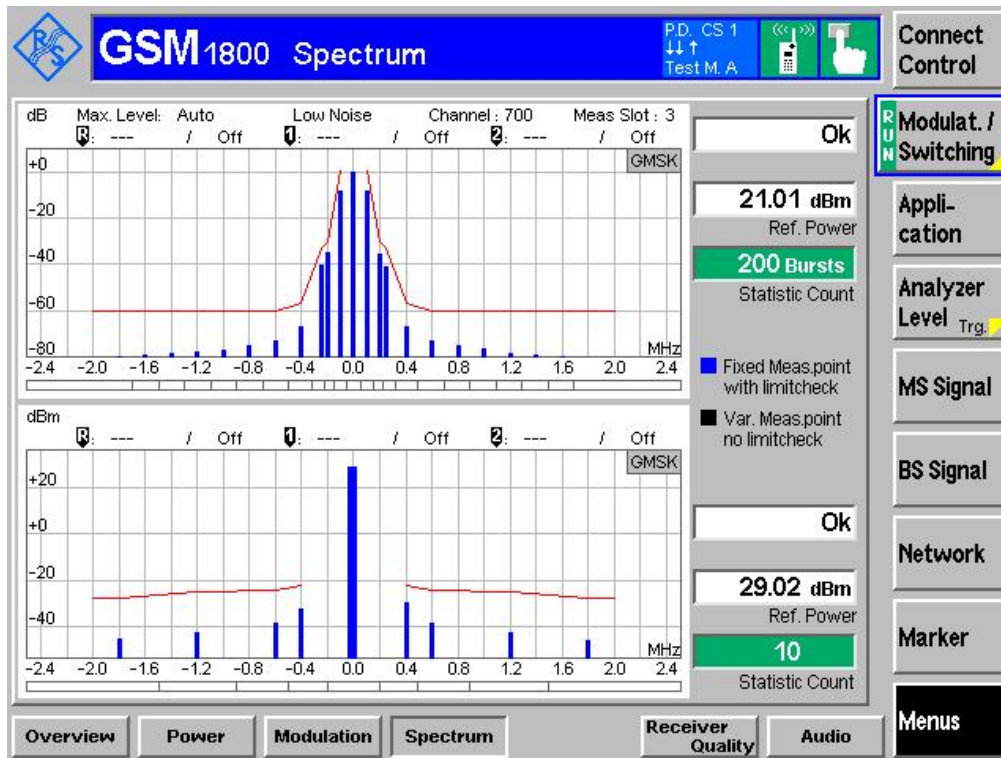 R&S
GSM 1800 Spectrum
P.D. CS 1
↓↓ ↑
Test M. A
Connect
Control
dB Max. Level: Auto Low Noise Channel : 700 Meas Slot : 3
R: --- / Off 1: --- / Off 2: --- / Off
GMSK
+0
-20
-40
-60
-80
MHz
-2.4 -2.0 -1.6 -1.2 -0.8 -0.4 0.0 0.4 0.8 1.2 1.6 2.0 2.4
Ok
21.01 dBm
Ref. Power
200 Bursts
Statistic Count
Fixed Meas.point
with limitcheck
Var. Meas.point
no limitcheck
dBm
R: --- / Off 1: --- / Off 2: --- / Off
GMSK
+20
+0
-20
-40
MHz
-2.4 -2.0 -1.6 -1.2 -0.8 -0.4 0.0 0.4 0.8 1.2 1.6 2.0 2.4
Ok
29.02 dBm
Ref. Power
10
Statistic Count
RUN
Modulat. /
Switching
Appli-
cation
Analyzer
Level Trg.
MS Signal
BS Signal
Network
Marker
Menus
Overview Power Modulation Spectrum Receiver
Quality Audio